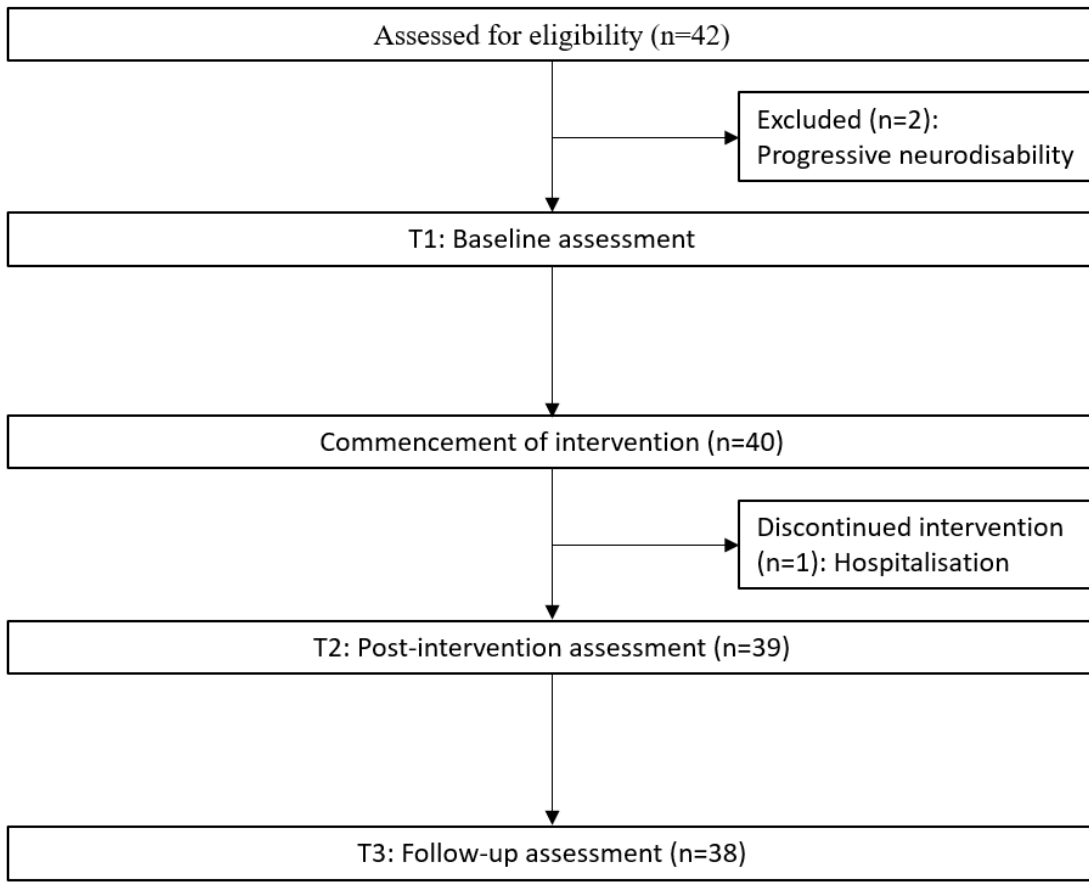 Assessed for eligibility (n=42)
Excluded (n=2):
Progressive neurodisability
T1: Baseline assessment
Commencement of intervention (n=40)
Discontinued intervention
(n=1): Hospitalisation
T2: Post-intervention assessment (n=39)
T3: Follow-up assessment (n=38)